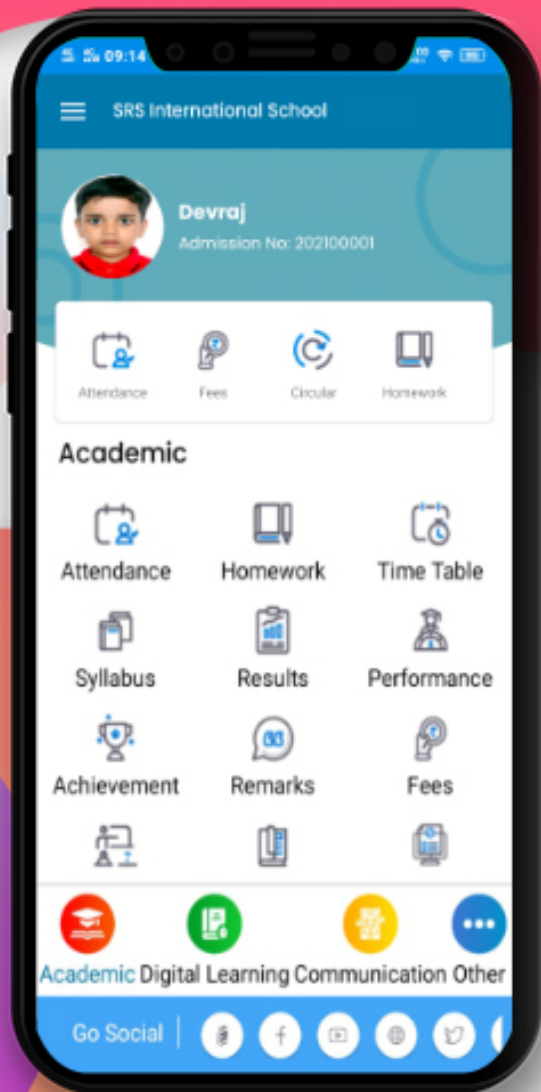 09:14
SRS International School
Devraj
Admission No: 202100001
Attendance Fees Circular Homework
Academic
Attendance Homework Time Table
Syllabus Results Performance
Achievement Remarks Fees
Academic Digital Learning Communication Other
Go Social